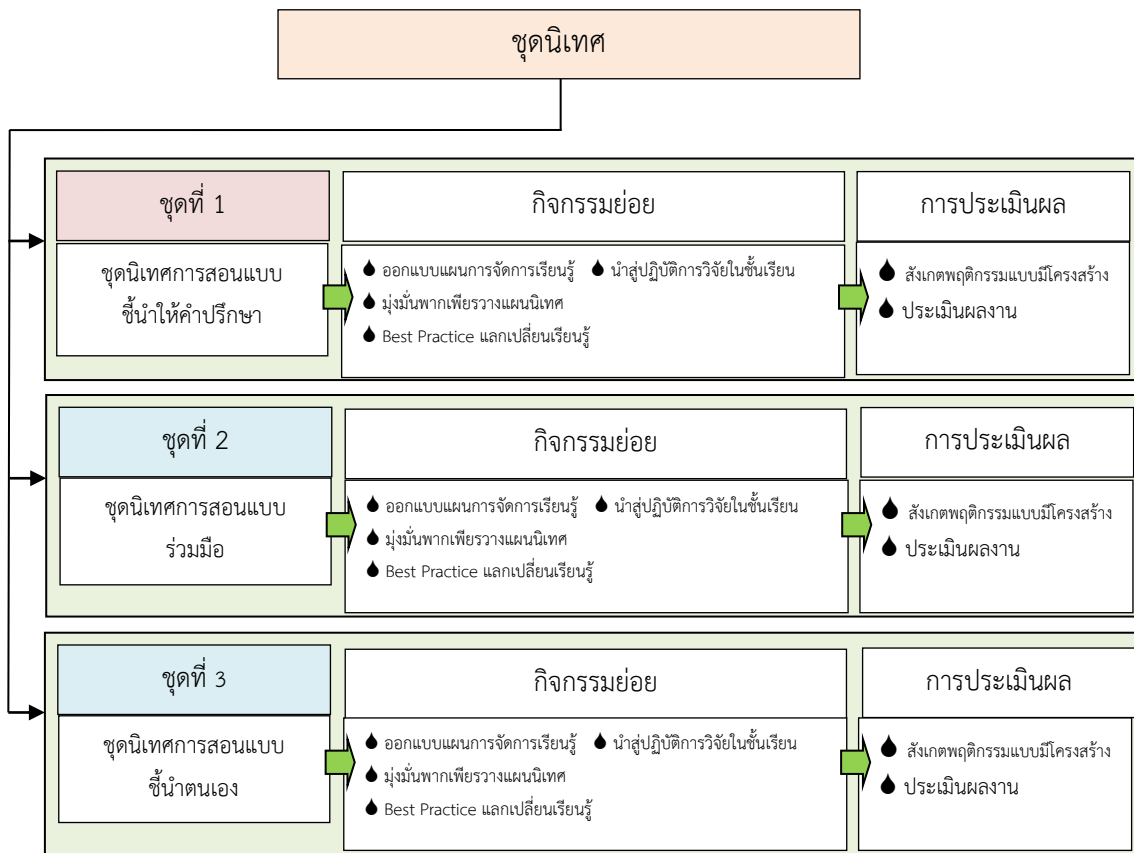 ชุดนิเทศ
ชุดที่ 1
กิจกรรมย่อย
การประเมินผล
ชุดนิเทศการสอนแบบ
ชี้นำให้คำปรึกษา
ออกแบบแผนการจัดการเรียนรู้ นำสู่ปฏิบัติการวิจัยในชั้นเรียน
มุ่งมั่นพากเพียรวางแผนนิเทศ
Best Practice แลกเปลี่ยนเรียนรู้
สังเกตพฤติกรรมแบบมีโครงสร้าง
ประเมินผลงาน
ชุดที่ 2
กิจกรรมย่อย
การประเมินผล
ชุดนิเทศการสอนแบบ
ร่วมมือ
ออกแบบแผนการจัดการเรียนรู้ นำสู่ปฏิบัติการวิจัยในชั้นเรียน
มุ่งมั่นพากเพียรวางแผนนิเทศ
Best Practice แลกเปลี่ยนเรียนรู้
สังเกตพฤติกรรมแบบมีโครงสร้าง
ประเมินผลงาน
ชุดที่ 3
กิจกรรมย่อย
การประเมินผล
ชุดนิเทศการสอนแบบ
ชี้นำตนเอง
ออกแบบแผนการจัดการเรียนรู้ นำสู่ปฏิบัติการวิจัยในชั้นเรียน
มุ่งมั่นพากเพียรวางแผนนิเทศ
Best Practice แลกเปลี่ยนเรียนรู้
สังเกตพฤติกรรมแบบมีโครงสร้าง
ประเมินผลงาน